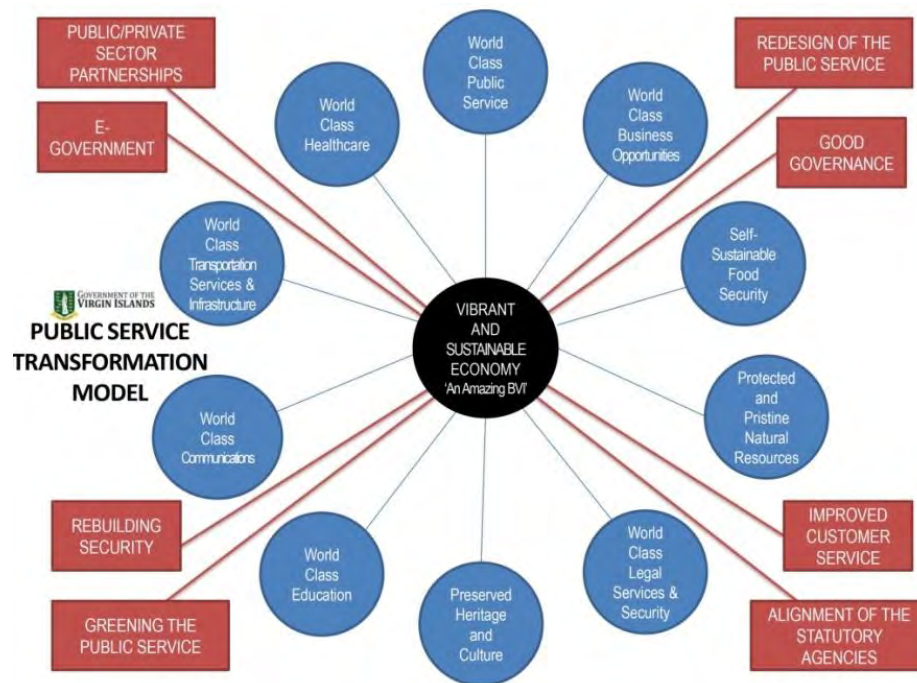 PUBLIC/PRIVATE
SECTOR
PARTNERSHIPS
E-
GOVERNMENT
World
Class
Healthcare
World
Class
Public
Service
World
Class
Business
Opportunities
REDESIGN OF THE
PUBLIC SERVICE
GOOD
GOVERNANCE
World
Class
Transportation
Services &
Infrastructure
Self-
Sustainable
Food
Security
GOVERNMENT OF THE
VIRGIN ISLANDS
PUBLIC SERVICE
TRANSFORMATION
MODEL
VIBRANT
AND
SUSTAINABLE
ECONOMY
'An Amazing BVI'
Protected
and
Pristine
Natural
Resources
World
Class
Communications
REBUILDING
SECURITY
GREENING THE
PUBLIC SERVICE
World
Class
Education
Preserved
Heritage
and
Culture
World
Class
Legal
Services &
Security
IMPROVED
CUSTOMER
SERVICE
ALIGNMENT OF THE
STATUTORY
AGENCIES